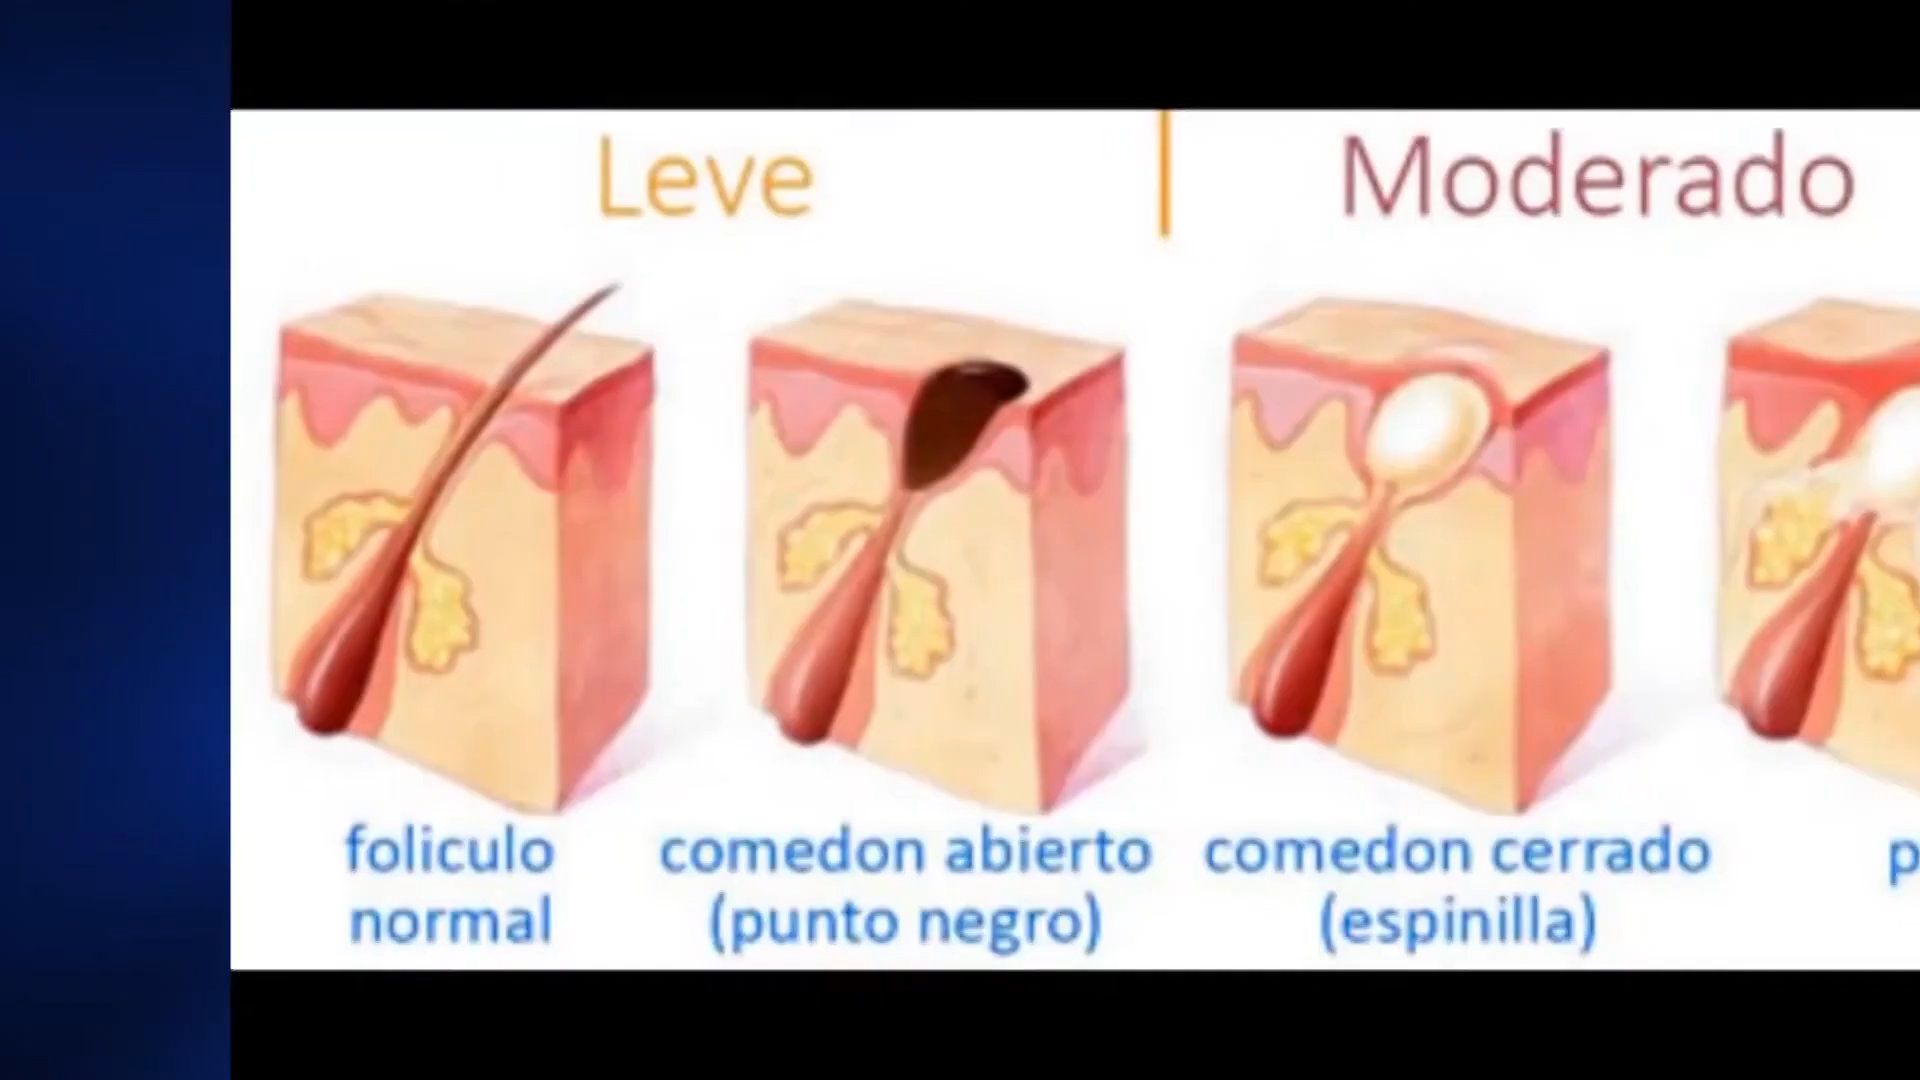 Leve
Moderado
foliculo
normal
comedon abierto
(punto negro)
comedon cerrado
(espinilla)